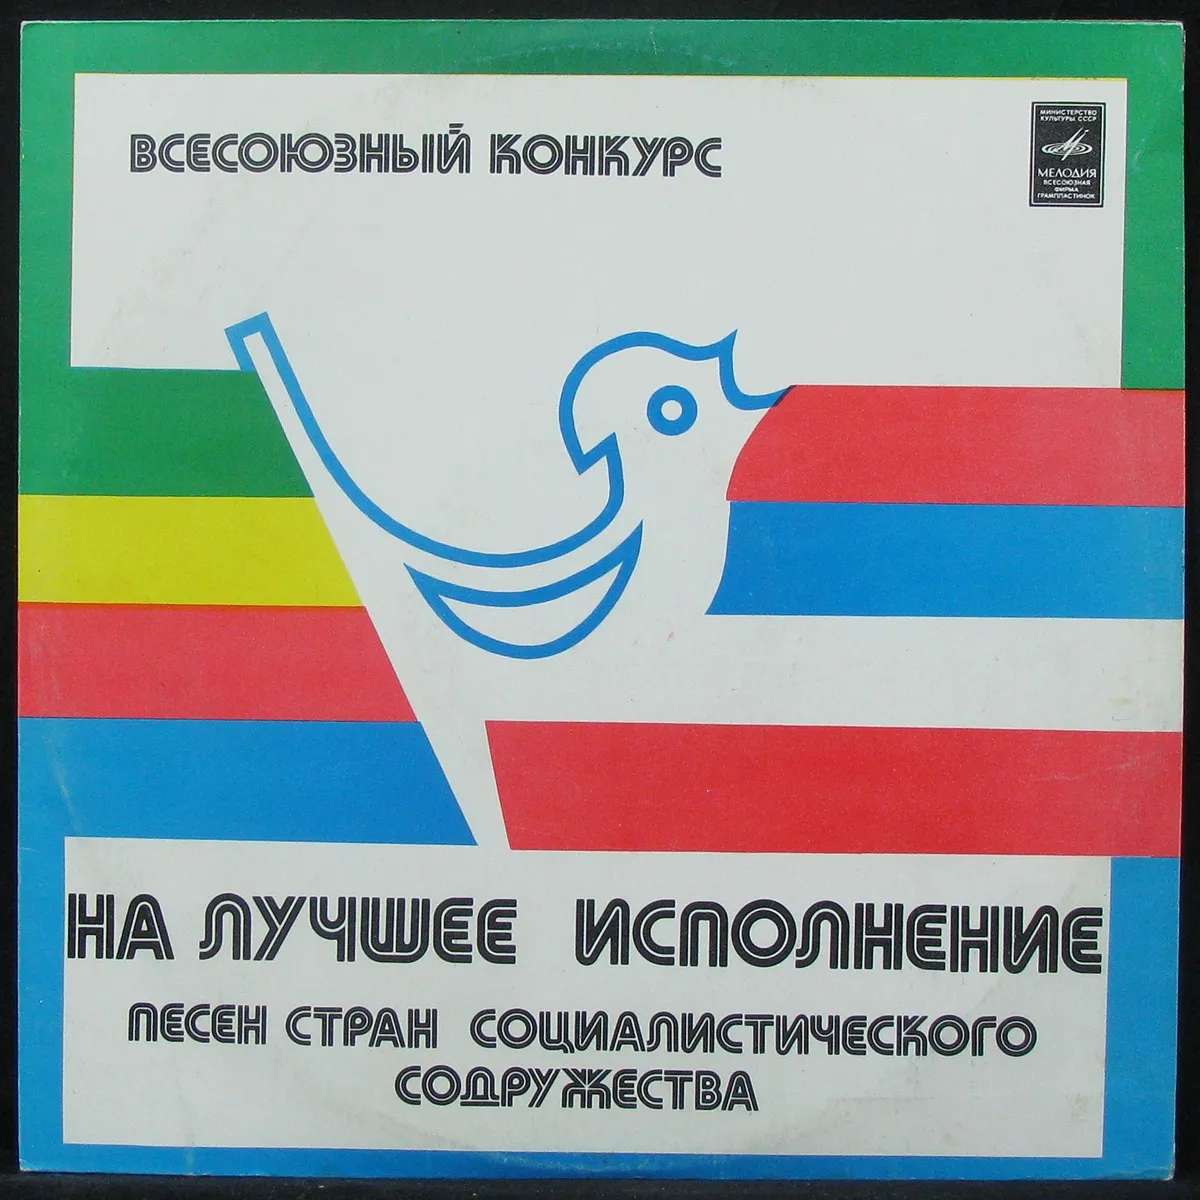 ВСЕСОЮЗНЫЙ КОНКУРС
МИНИСТЕРСТВО
КУЛЬТУРЫ СССР
МЕЛОДИЯ
ВСЕСОЮЗНАЯ
ФИРМА
ГРАМПЛАСТИНОК
НА ЛУЧШЕЕ ИСПОЛНЕНИЕ
ПЕСЕН СТРАН СОЦИАЛИСТИЧЕСКОГО
СОДРУЖЕСТВА